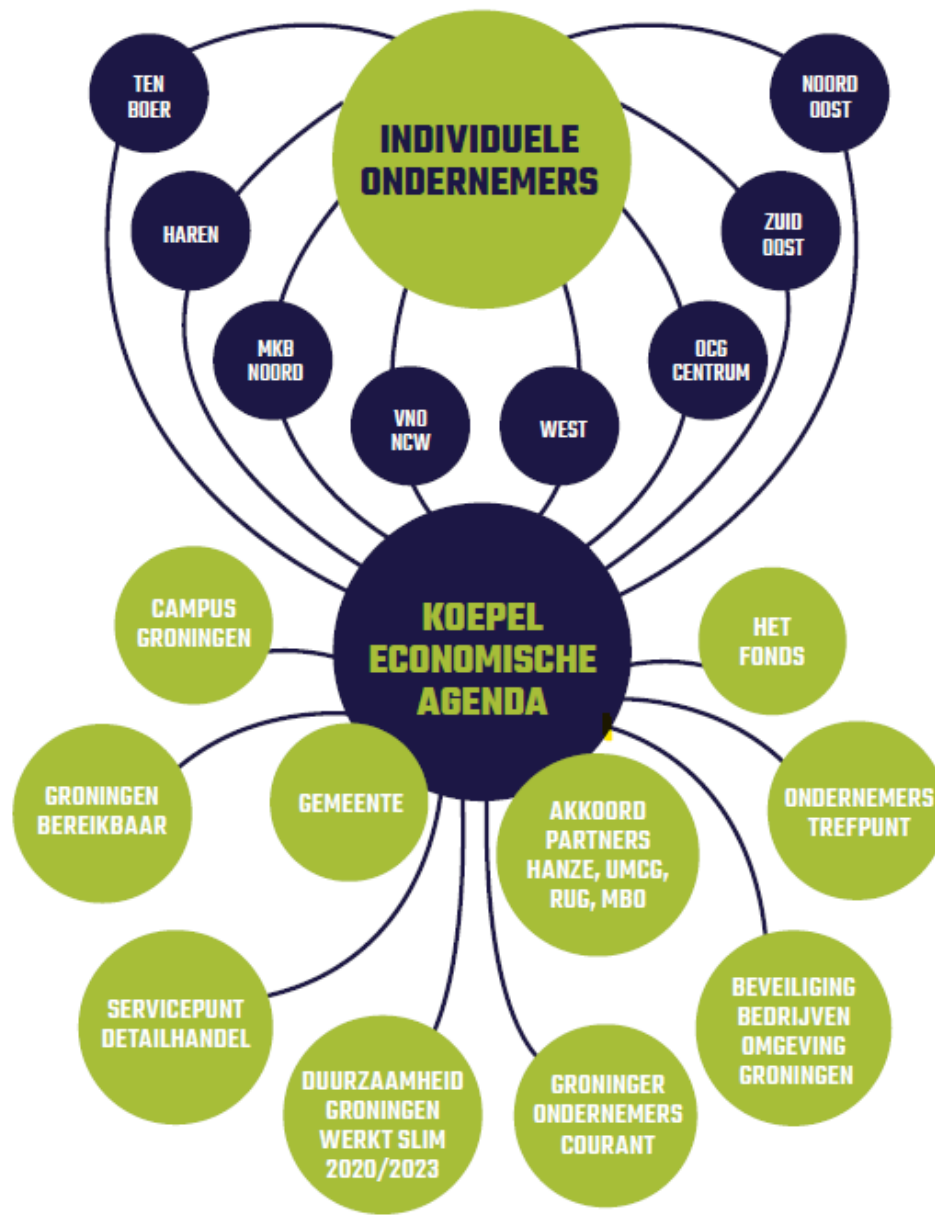 TEN
BOER
NOORD
OOST
INDIVIDUELE
ONDERNEMERS
HAREN
ZUID
OOST
MKB
NOORD
OCG
CENTRUM
VNO
NCW
WEST
CAMPUS
GRONINGEN
KOEPEL
ECONOMISCHE
AGENDA
HET
FONDS
GRONINGEN
BEREIKBAAR
GEMEENTE
AKKOORD
PARTNERS
HANZE, UMCG,
RUG, MBO
ONDERNEMERS
TREFPUNT
SERVICEPUNT
DETAILHANDEL
BEVEILIGING
BEDRIJVEN
OMGEVING
GRONINGEN
DUURZAAMHEID
GRONINGEN
WERKT SLIM
2020/2023
GRONINGER
ONDERNEMERS
COURANT